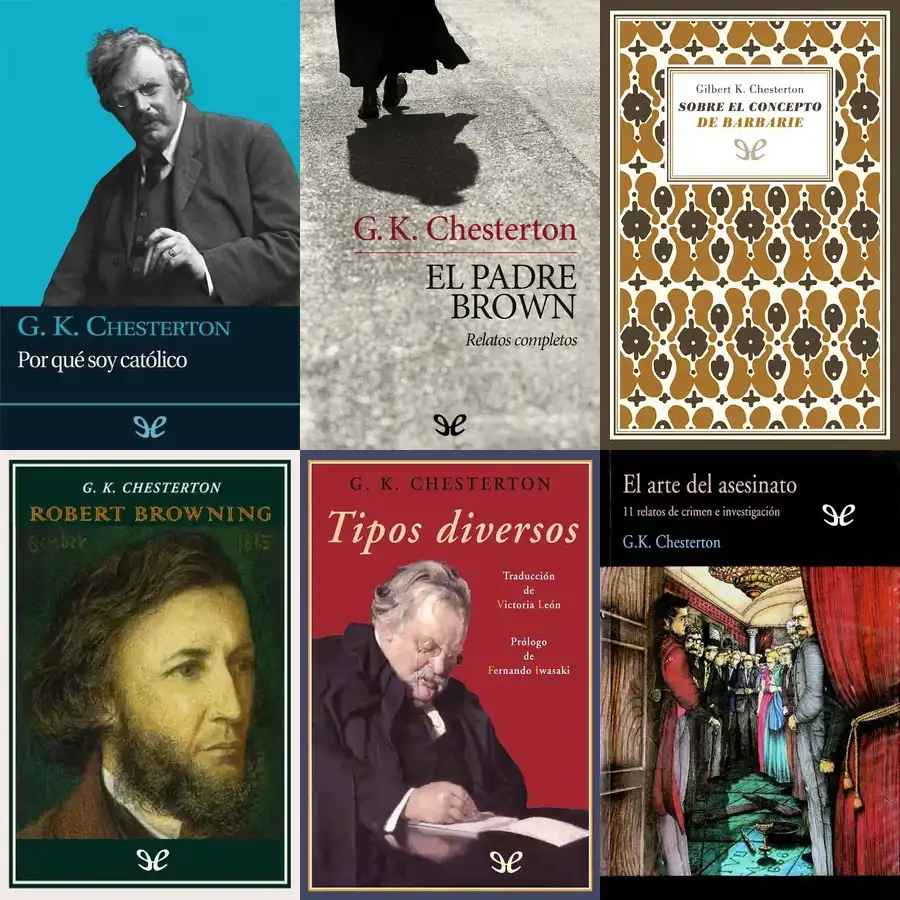 G. K. CHESTERTON
Por qué soy católico
G. K. Chesterton
EL PADRE
BROWN
Relatos completos
Gilbert K. Chesterton
SOBRE EL CONCEPTO
DE BARBARIE
G. K. CHESTERTON
ROBERT BROWNING
1815
G. K. CHESTERTON
Tipos diversos
Traducción
de
Victoria León
Prólogo
de
Fernando Iwasaki
El arte del asesinato
11 relatos de crimen e investigación
G.K. Chesterton